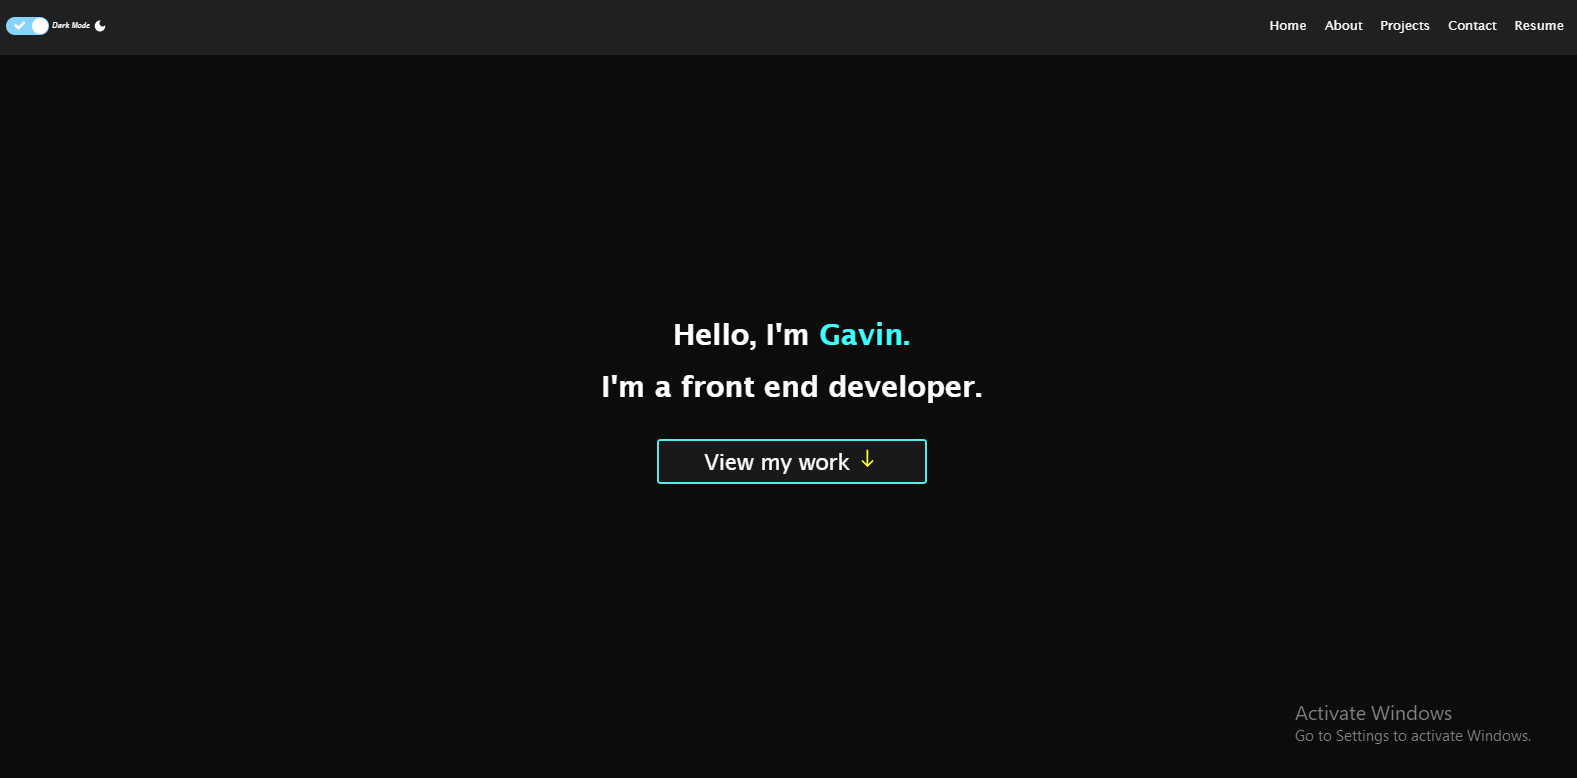 Dark Mode
Home About Projects Contact Resume
Hello, I'm Gavin.
I'm a front end developer.
View my work ↓
Activate Windows
Go to Settings to activate Windows.